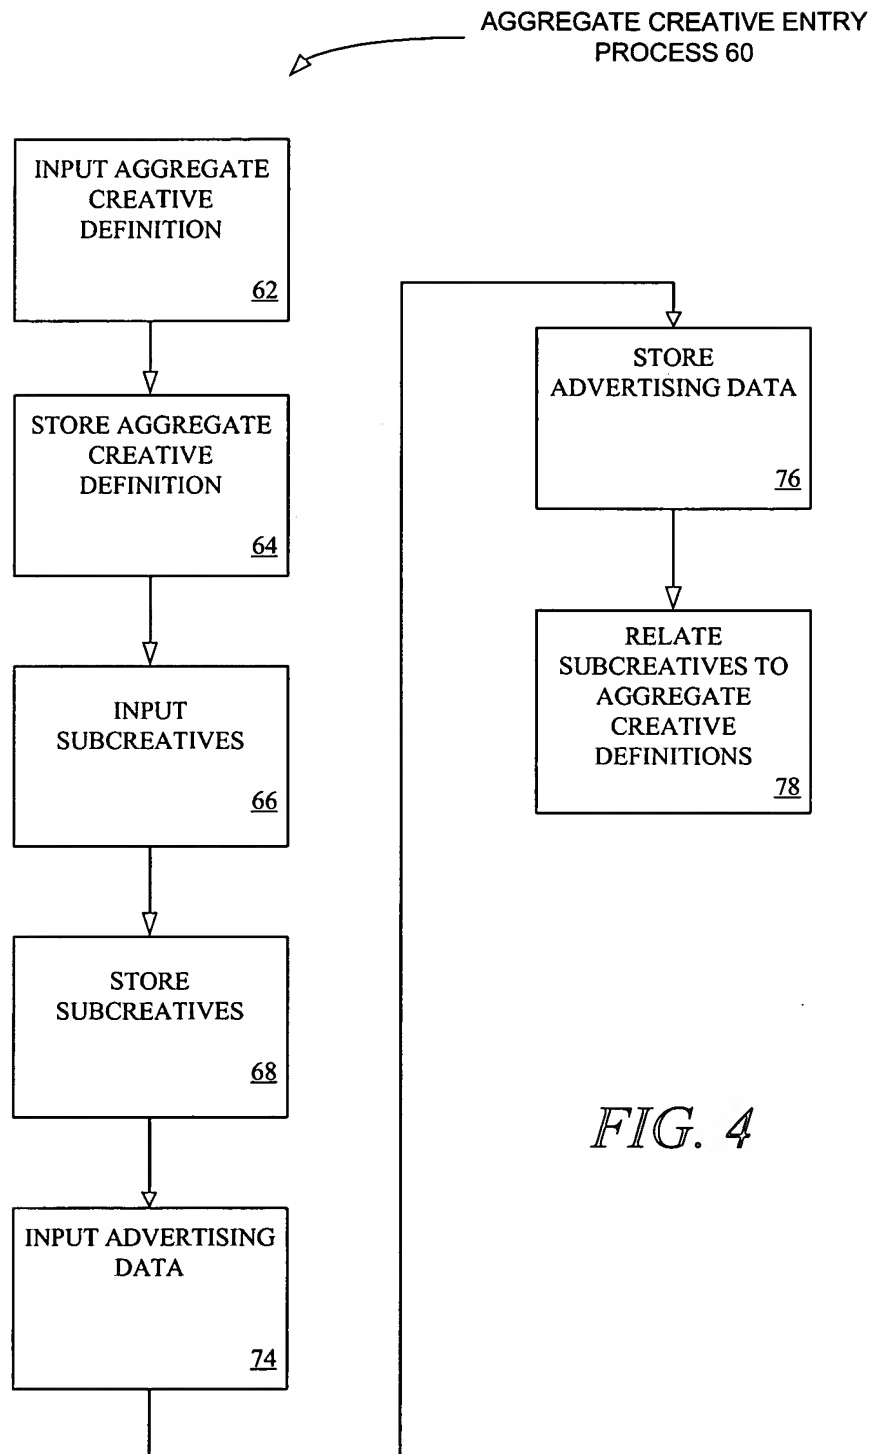 AGGREGATE CREATIVE ENTRY
PROCESS 60
INPUT AGGREGATE
CREATIVE
DEFINITION
62
STORE AGGREGATE
CREATIVE
DEFINITION
64
INPUT
SUBCREATIVES
66
STORE
SUBCREATIVES
68
INPUT ADVERTISING
DATA
74
STORE
ADVERTISING DATA
76
RELATE
SUBCREATIVES TO
AGGREGATE
CREATIVE
DEFINITIONS
78
FIG. 4